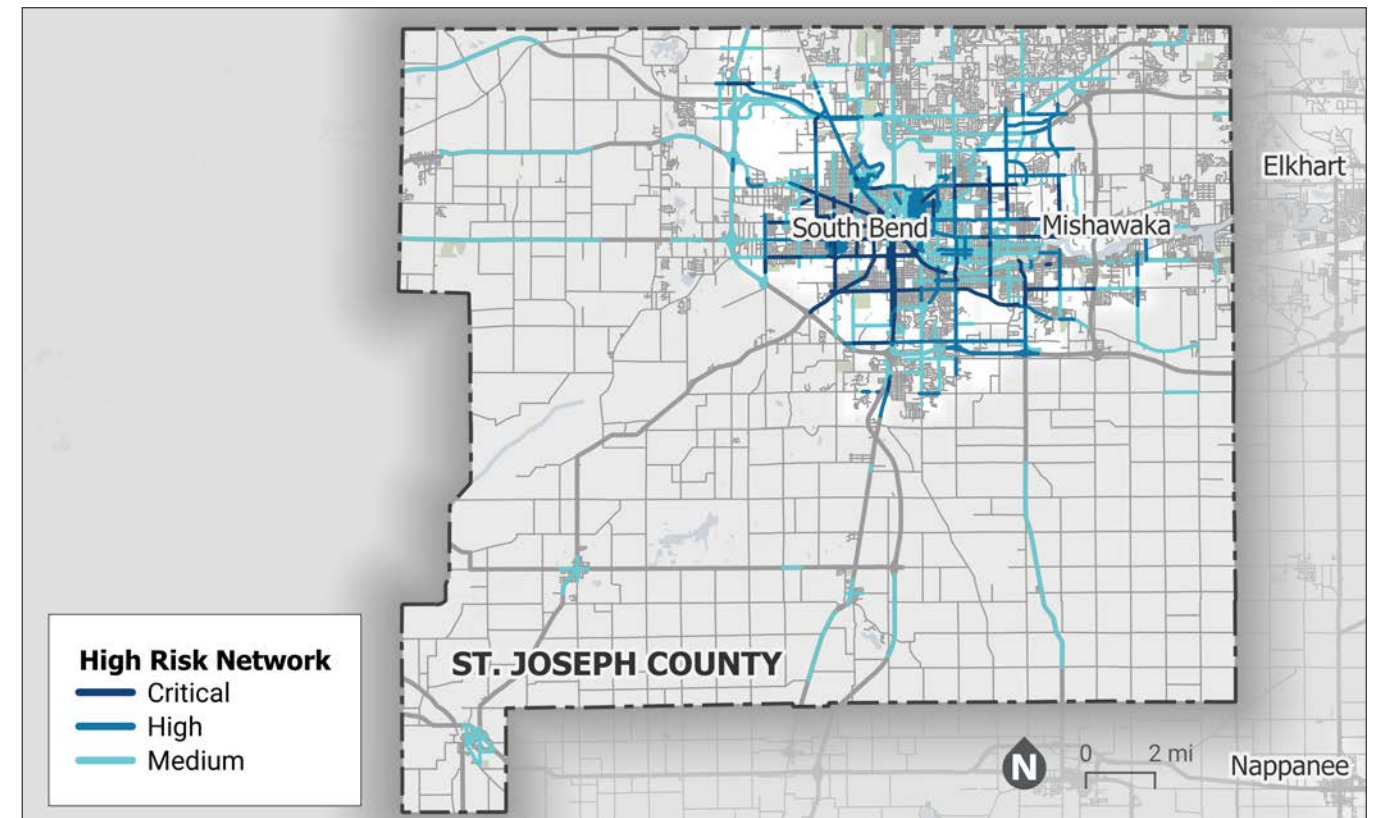 Elkhart
South Bend
Mishawaka
High Risk Network
Critical
High
Medium
ST. JOSEPH COUNTY
N
0 2 mi
Nappanee